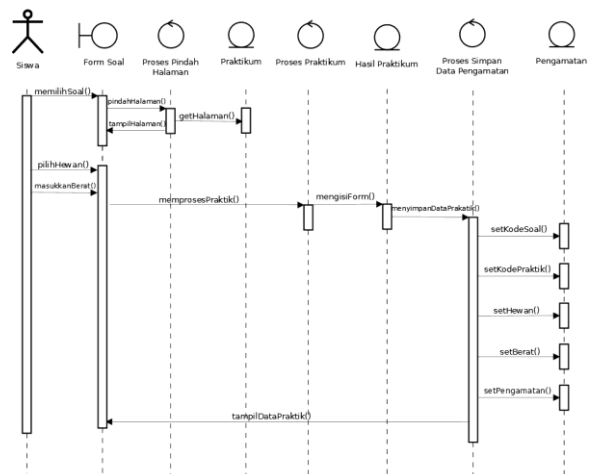 Siswa
Form Soal
Proses Pindah
Halaman
Praktikum
Proses Praktikum
Hasil Praktikum
Proses Simpan
Data Pengamatan
Pengamatan
memilihSoal()
pindahHalaman()
getHalaman()
tampilHalaman()
pilihHewan()
masukkanBerat()
memprosesPraktik()
mengisiForm()
menyimpanDataPrakatik()
setKodeSoal()
setKodePraktik()
setHewan()
setBerat()
setPengamatan()
tampilDataPraktik()